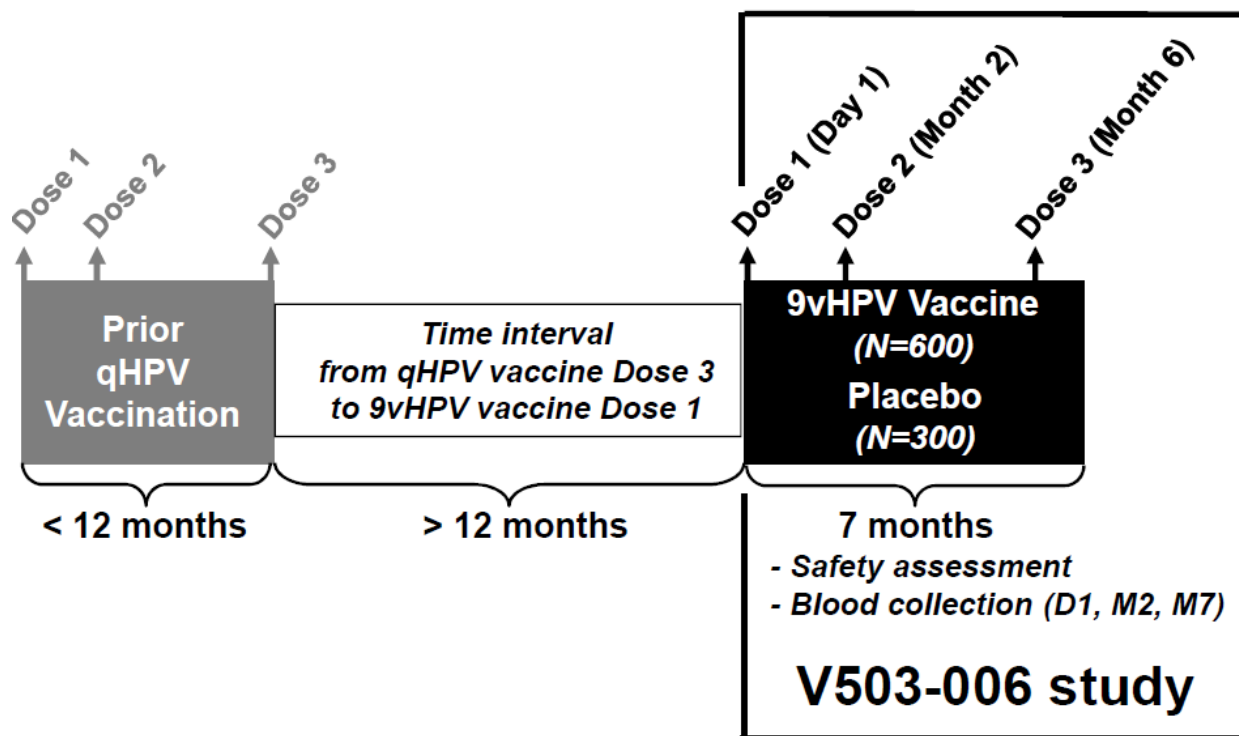 Dose 1
Dose 2
Dose 3
Dose 1 (Day 1)
Dose 2 (Month 2)
Dose 3 (Month 6)
Prior
qHPV
Vaccination
Time interval
from qHPV vaccine Dose 3
to 9vHPV vaccine Dose 1
9vHPV Vaccine
(N=600)
Placebo
(N=300)
< 12 months
> 12 months
7 months
- Safety assessment
- Blood collection (D1, M2, M7)
V503-006 study